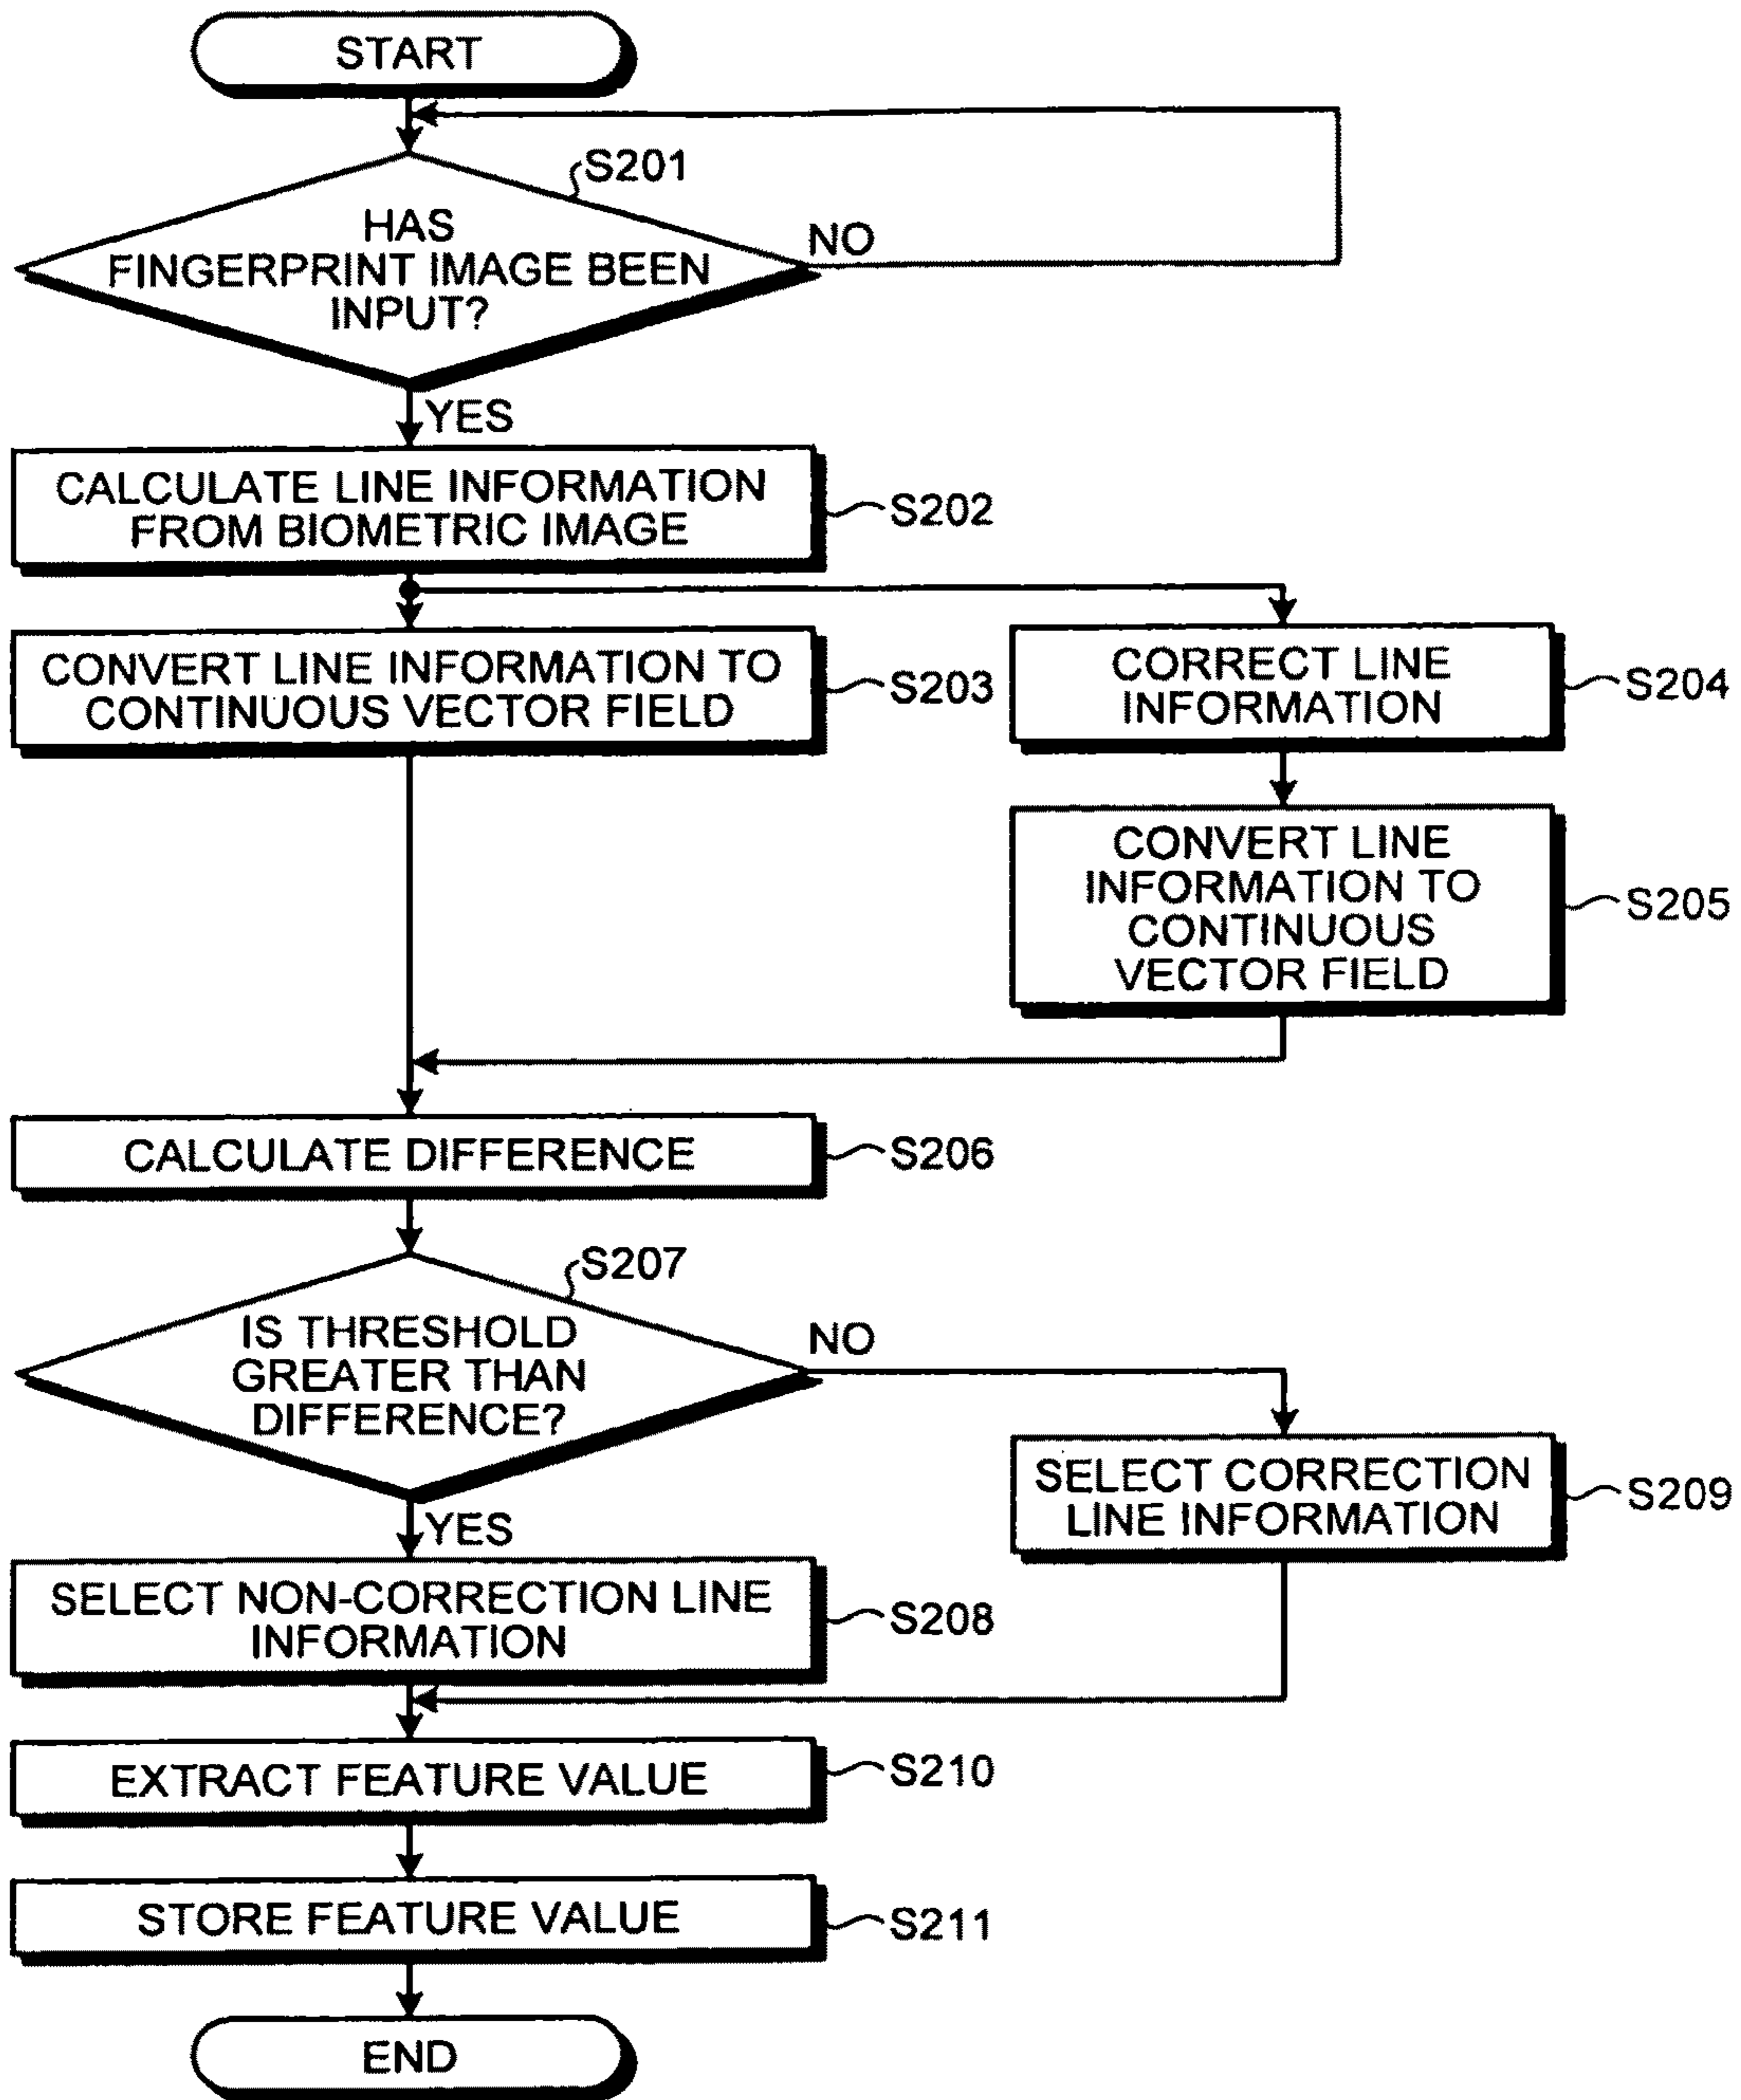 START
S201
HAS
FINGERPRINT IMAGE BEEN
INPUT?
NO
YES
CALCULATE LINE INFORMATION
FROM BIOMETRIC IMAGE
S202
CONVERT LINE INFORMATION TO
CONTINUOUS VECTOR FIELD
S203
CORRECT LINE
INFORMATION
S204
CONVERT LINE
INFORMATION TO
CONTINUOUS
VECTOR FIELD
S205
CALCULATE DIFFERENCE
S206
S207
IS THRESHOLD
GREATER THAN
DIFFERENCE?
NO
YES
SELECT CORRECTION
LINE INFORMATION
S209
SELECT NON-CORRECTION LINE
INFORMATION
S208
EXTRACT FEATURE VALUE
S210
STORE FEATURE VALUE
S211
END